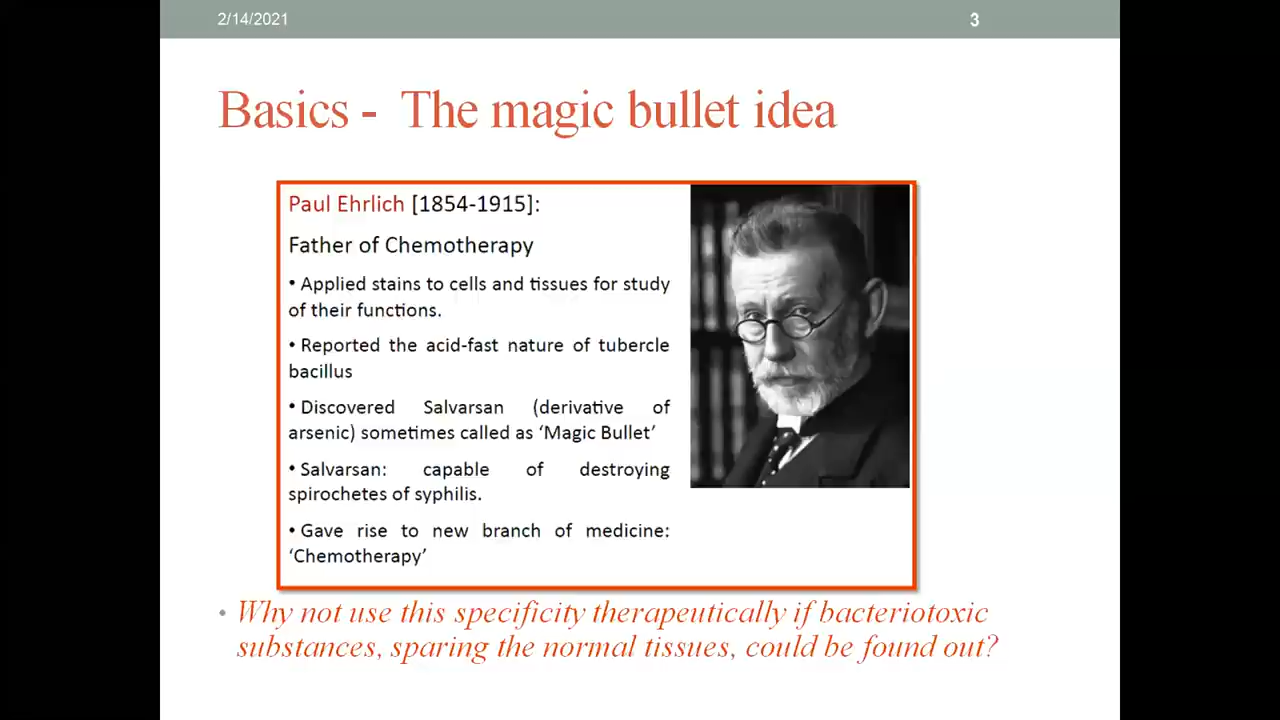 2/14/2021
3
Basics - The magic bullet idea
Paul Ehrlich [1854-1915]:
Father of Chemotherapy
• Applied stains to cells and tissues for study
of their functions.
• Reported the acid-fast nature of tubercle
bacillus
• Discovered Salvarsan (derivative of
arsenic) sometimes called as ‘Magic Bullet’
• Salvarsan: capable of destroying
spirochetes of syphilis.
• Gave rise to new branch of medicine:
‘Chemotherapy’
• Why not use this specificity therapeutically if bacteriotoxic
substances, sparing the normal tissues, could be found out?